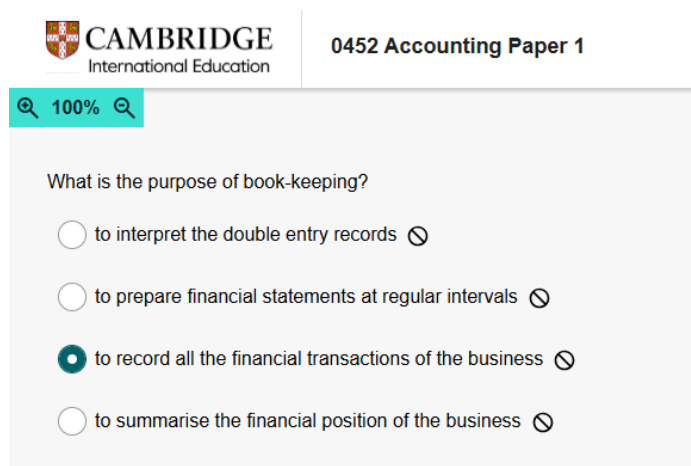 CAMBRIDGE
International Education
0452 Accounting Paper 1
100%
What is the purpose of book-keeping?
to interpret the double entry records
to prepare financial statements at regular intervals
to record all the financial transactions of the business
to summarise the financial position of the business